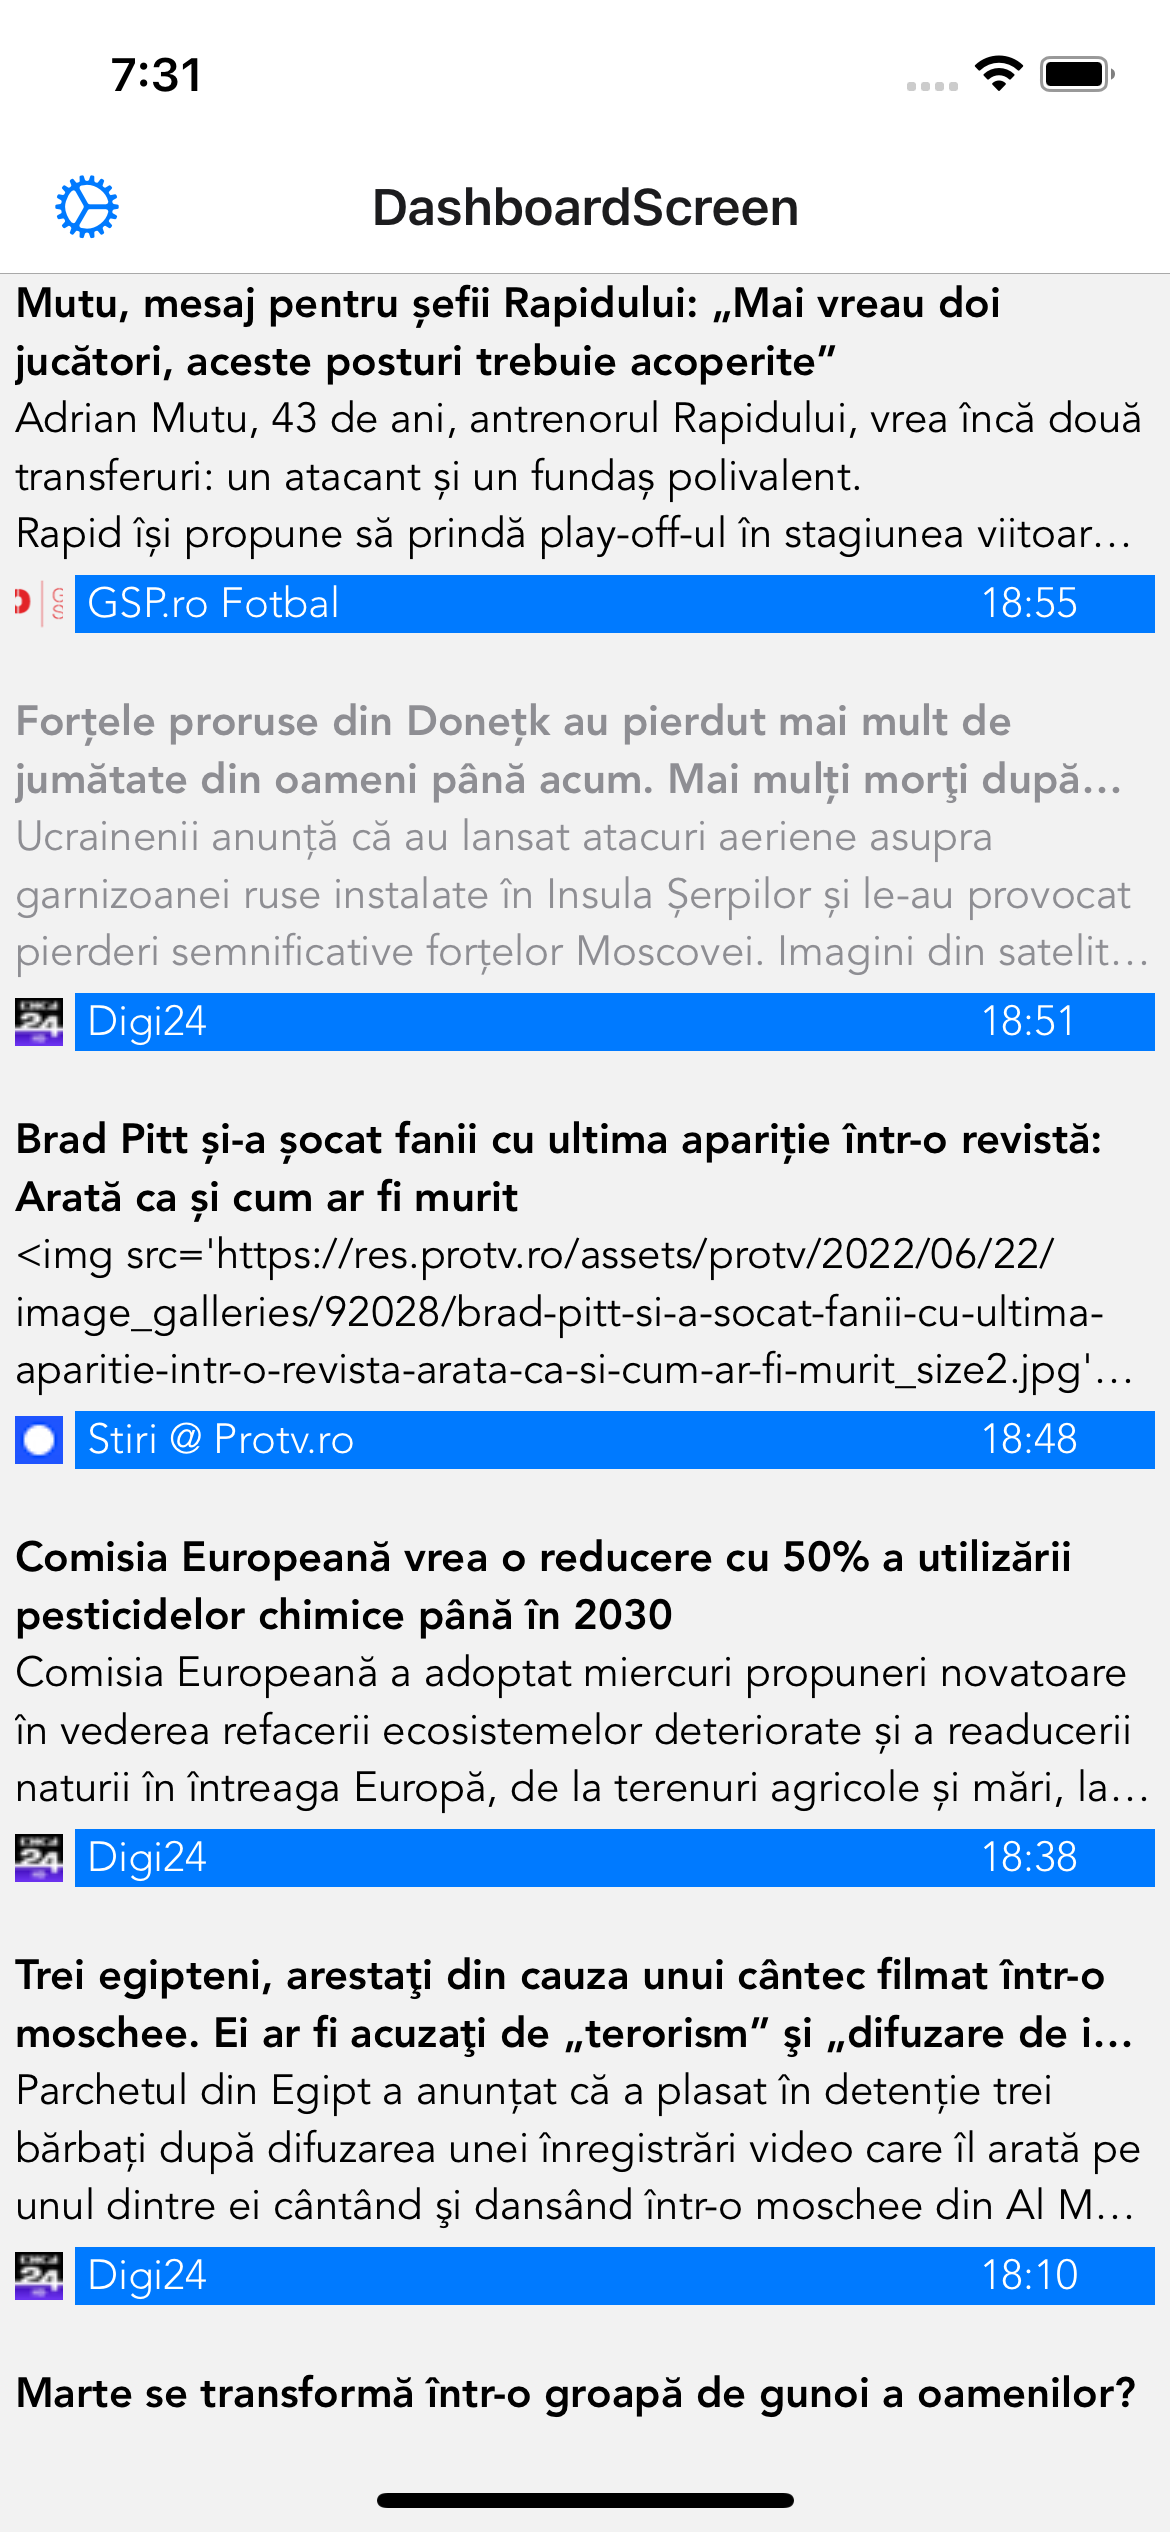 7:31
DashboardScreen
Mutu, mesaj pentru șefii Rapidului: „Mai vreau doi
jucători, aceste posturi trebuie acoperite”
Adrian Mutu, 43 de ani, antrenorul Rapidului, vrea încă două
transferuri: un atacant și un fundaș polivalent.
Rapid își propune să prindă play-off-ul în stagiunea viitoar...
GSP.ro Fotbal 18:55
Forțele proruse din Donețk au pierdut mai mult de
jumătate din oameni până acum. Mai mulți morţi după...
Ucrainenii anunță că au lansat atacuri aeriene asupra
garnizoanei ruse instalate în Insula Șerpilor și le-au provocat
pierderi semnificative forțelor Moscovei. Imagini din satelit...
24 Digi24 18:51
Brad Pitt și-a șocat fanii cu ultima apariție într-o revistă:
Arată ca și cum ar fi murit
<img src='https://res.protv.ro/assets/protv/2022/06/22/
image_galleries/92028/brad-pitt-si-a-socat-fanii-cu-ultima-
aparitie-intr-o-revista-arata-ca-si-cum-ar-fi-murit_size2.jpg'...
Stiri @ Protv.ro 18:48
Comisia Europeană vrea o reducere cu 50% a utilizării
pesticidelor chimice până în 2030
Comisia Europeană a adoptat miercuri propuneri novatoare
în vederea refacerii ecosistemelor deteriorate și a readucerii
naturii în întreaga Europă, de la terenuri agricole și mări, la...
24 Digi24 18:38
Trei egipteni, arestaţi din cauza unui cântec filmat într-o
moschee. Ei ar fi acuzaţi de „terorism” şi „difuzare de i...
Parchetul din Egipt a anunțat că a plasat în detenție trei
bărbați după difuzarea unei înregistrări video care îl arată pe
unul dintre ei cântând şi dansând într-o moschee din Al M...
24 Digi24 18:10
Marte se transformă într-o groapă de gunoi a oamenilor?